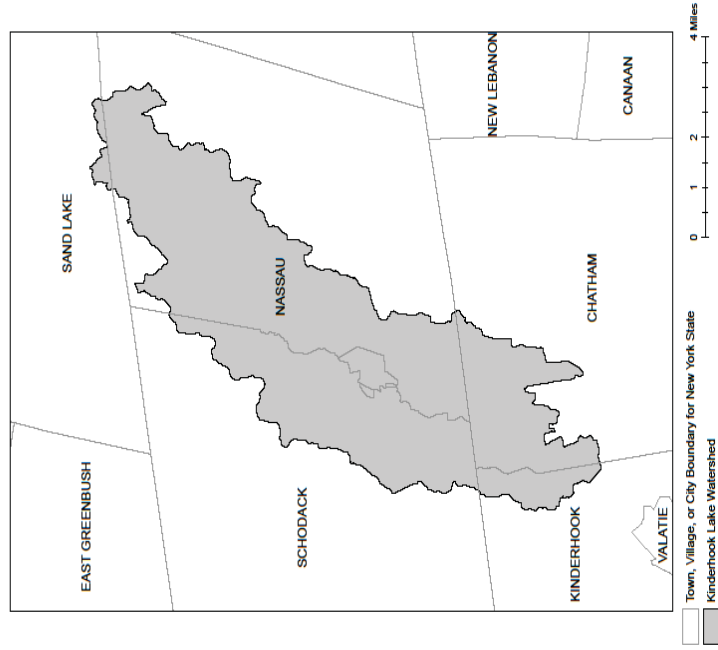 SAND LAKE
EAST GREENBUSH
NASSAU
NEW LEBANON
CANAAN
SCHODACK
CHATHAM
KINDERHOOK
VALATIE
0 1 2 4 Miles
Town, Village, or City Boundary for New York State
Kinderhook Lake Watershed